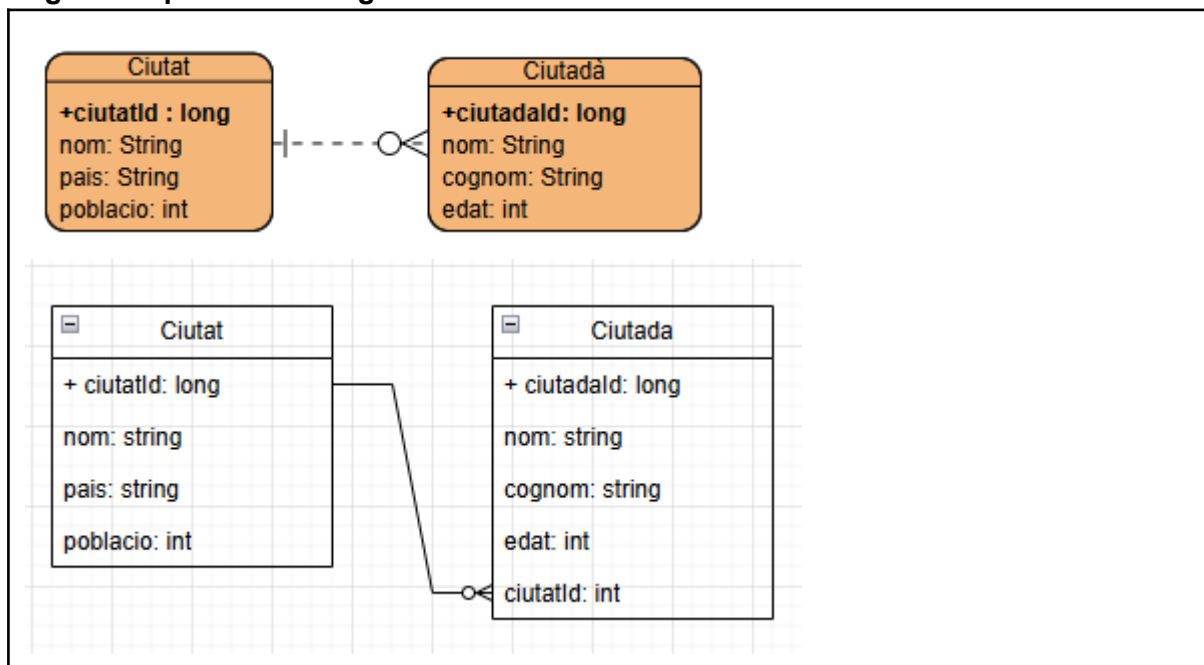 Ciutat
+ciutatId : long
nom: String
pais: String
poblacio: int
Ciutadà
+ciutadaId: long
nom: String
cognom: String
edat: int
Ciutat
+ ciutatId: long
nom: string
pais: string
poblacio: int
Ciutada
+ ciutadaId: long
nom: string
cognom: string
edat: int
ciutatId: int